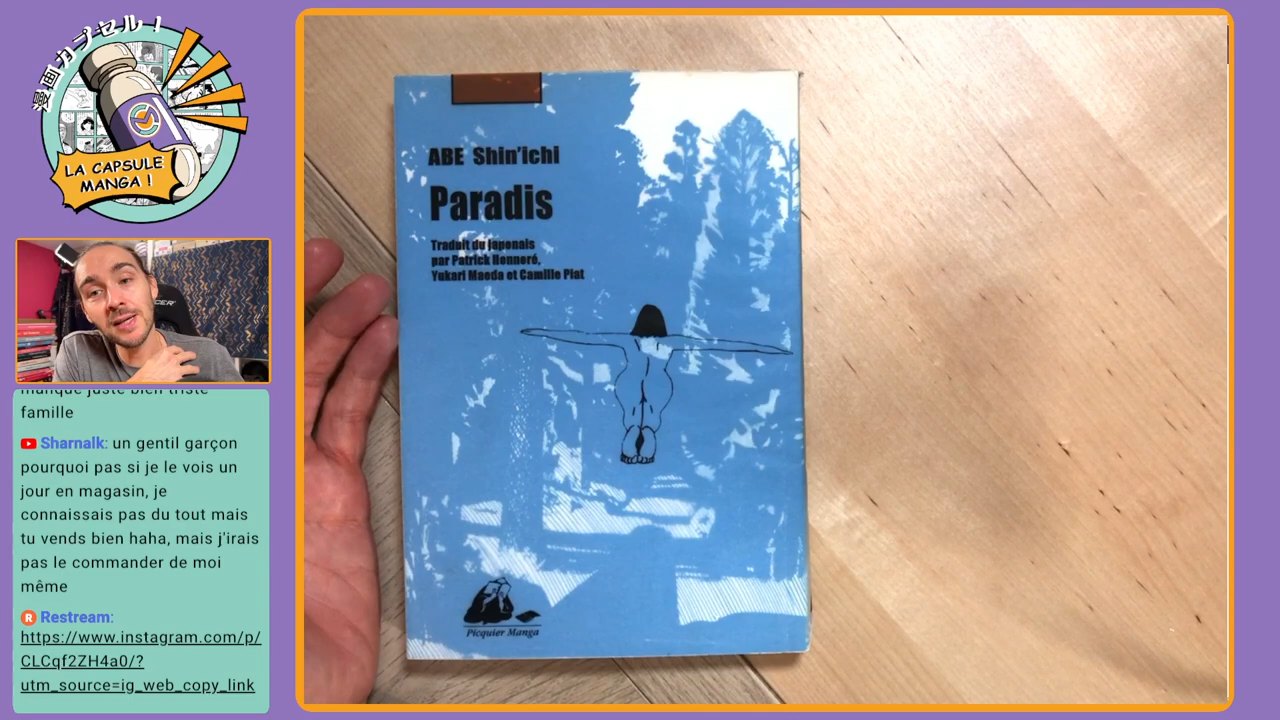 漫画カプセル！
LA CAPSULE
MANGA !
manque juste bien triste
famille
Sharnalk: un gentil garçon
pourquoi pas si je le vois un
jour en magasin, je
connaissais pas du tout mais
tu vends bien haha, mais j'irais
pas le commander de moi
même
R Restream:
https://www.instagram.com/p/
CLCqf2ZH4a0/?
utm_source=ig_web_copy_link
ABE Shin'ichi
Paradis
Traduit du japonais
par Patrick Honnoré,
Yukari Maeda et Camille Piat
Picquier Manga